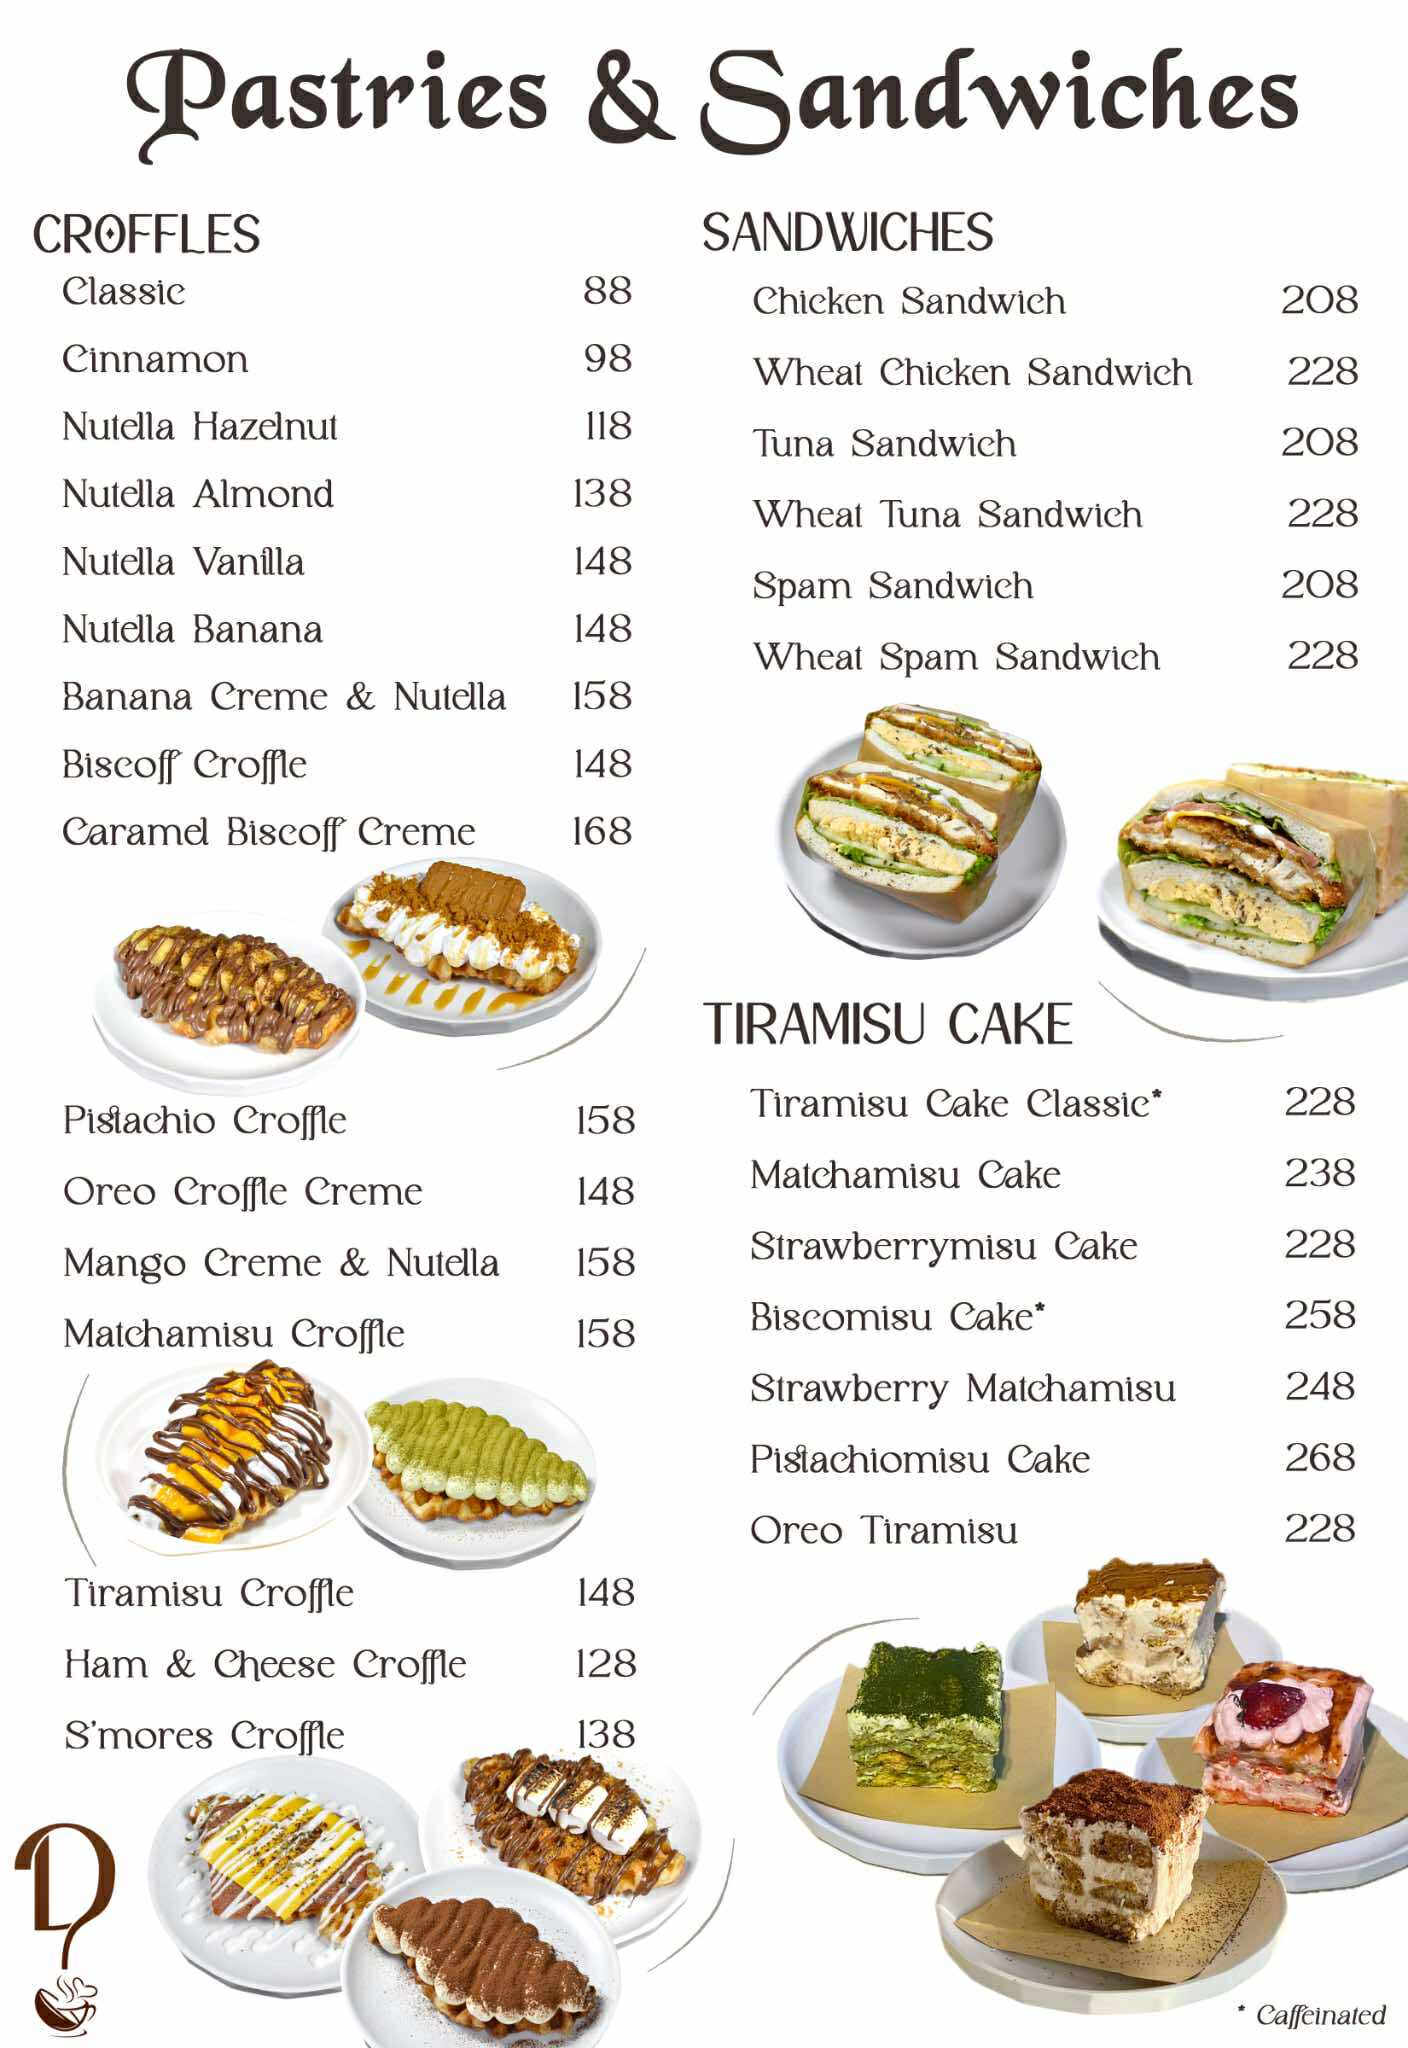 Pastries & Sandwiches
CROFFLES
Classic 88
Cinnamon 98
Nutella Hazelnut 118
Nutella Almond 138
Nutella Vanilla 148
Nutella Banana 148
Banana Creme & Nutella 158
Biscoff Croffle 148
Caramel Biscoff Creme 168
Pistachio Croffle 158
Oreo Croffle Creme 148
Mango Creme & Nutella 158
Matchamisu Croffle 158
Tiramisu Croffle 148
Ham & Cheese Croffle 128
S'mores Croffle 138
SANDWICHES
Chicken Sandwich 208
Wheat Chicken Sandwich 228
Tuna Sandwich 208
Wheat Tuna Sandwich 228
Spam Sandwich 208
Wheat Spam Sandwich 228
TIRAMISU CAKE
Tiramisu Cake Classic* 228
Matchamisu Cake 238
Strawberrymisu Cake 228
Biscomisu Cake* 258
Strawberry Matchamisu 248
Pistachiomisu Cake 268
Oreo Tiramisu 228
* Caffeinated